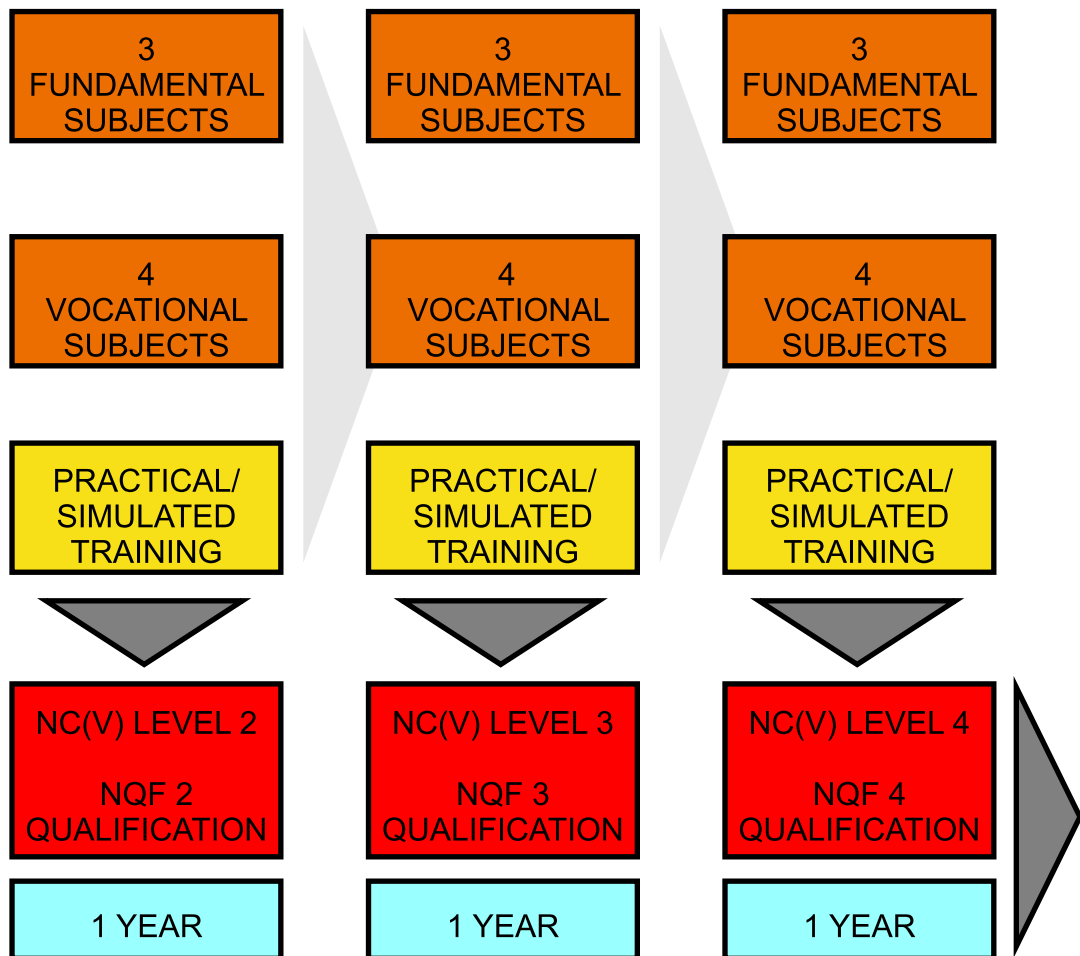 3
FUNDAMENTAL
SUBJECTS
3
FUNDAMENTAL
SUBJECTS
3
FUNDAMENTAL
SUBJECTS
4
VOCATIONAL
SUBJECTS
4
VOCATIONAL
SUBJECTS
4
VOCATIONAL
SUBJECTS
PRACTICAL/
SIMULATED
TRAINING
PRACTICAL/
SIMULATED
TRAINING
PRACTICAL/
SIMULATED
TRAINING
NC(V) LEVEL 2
NQF 2
QUALIFICATION
NC(V) LEVEL 3
NQF 3
QUALIFICATION
NC(V) LEVEL 4
NQF 4
QUALIFICATION
1 YEAR
1 YEAR
1 YEAR